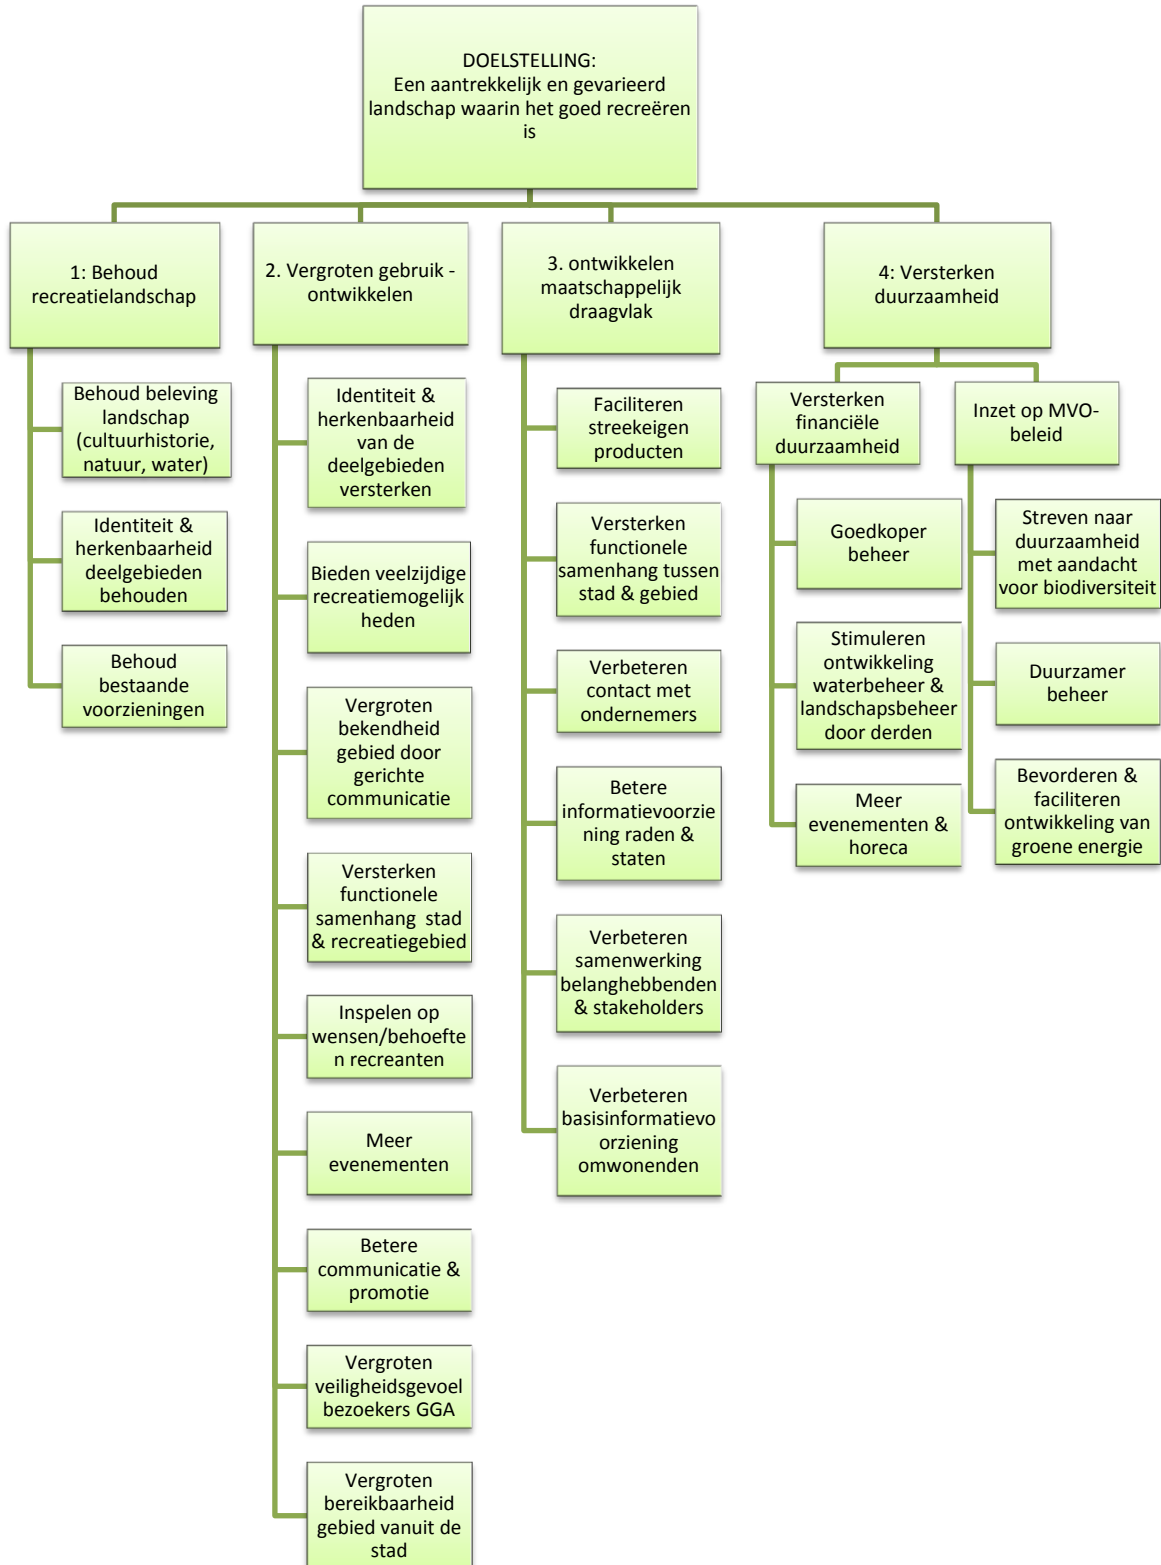 DOELSTELLING:
Een aantrekkelijk en gevarieerd
landschap waarin het goed recreëren
is
1: Behoud
recreatielandschap
Behoud beleving
landschap
(cultuurhistorie,
natuur, water)
Identiteit &
herkenbaarheid
deelgebieden
behouden
Behoud
bestaande
voorzieningen
2. Vergroten gebruik -
ontwikkelen
Identiteit &
herkenbaarheid
van de
deelgebieden
versterken
Bieden veelzijdige
recreatiemogelijk
heden
Vergroten
bekendheid
gebied door
gerichte
communicatie
Versterken
functionele
samenhang stad
& recreatiegebied
Inspelen op
wensen/behoefte
n recreanten
Meer
evenementen
Betere
communicatie &
promotie
Vergroten
veiligheidsgevoel
bezoekers GGA
Vergroten
bereikbaarheid
gebied vanuit de
stad
3. ontwikkelen
maatschappelijk
draagvlak
Faciliteren
streekeigen
producten
Versterken
functionele
samenhang tussen
stad & gebied
Verbeteren
contact met
ondernemers
Betere
informatievoorzie
ning raden &
staten
Verbeteren
samenwerking
belanghebbenden
& stakeholders
Verbeteren
basisinformatievo
orziening
omwonenden
4: Versterken
duurzaamheid
Versterken
financiële
duurzaamheid
Goedkoper
beheer
Stimuleren
ontwikkeling
waterbeheer &
landschapsbeheer
door derden
Meer
evenementen &
horeca
Inzet op MVO-
beleid
Streven naar
duurzaamheid
met aandacht
voor biodiversiteit
Duurzamer
beheer
Bevorderen &
faciliteren
ontwikkeling van
groene energie